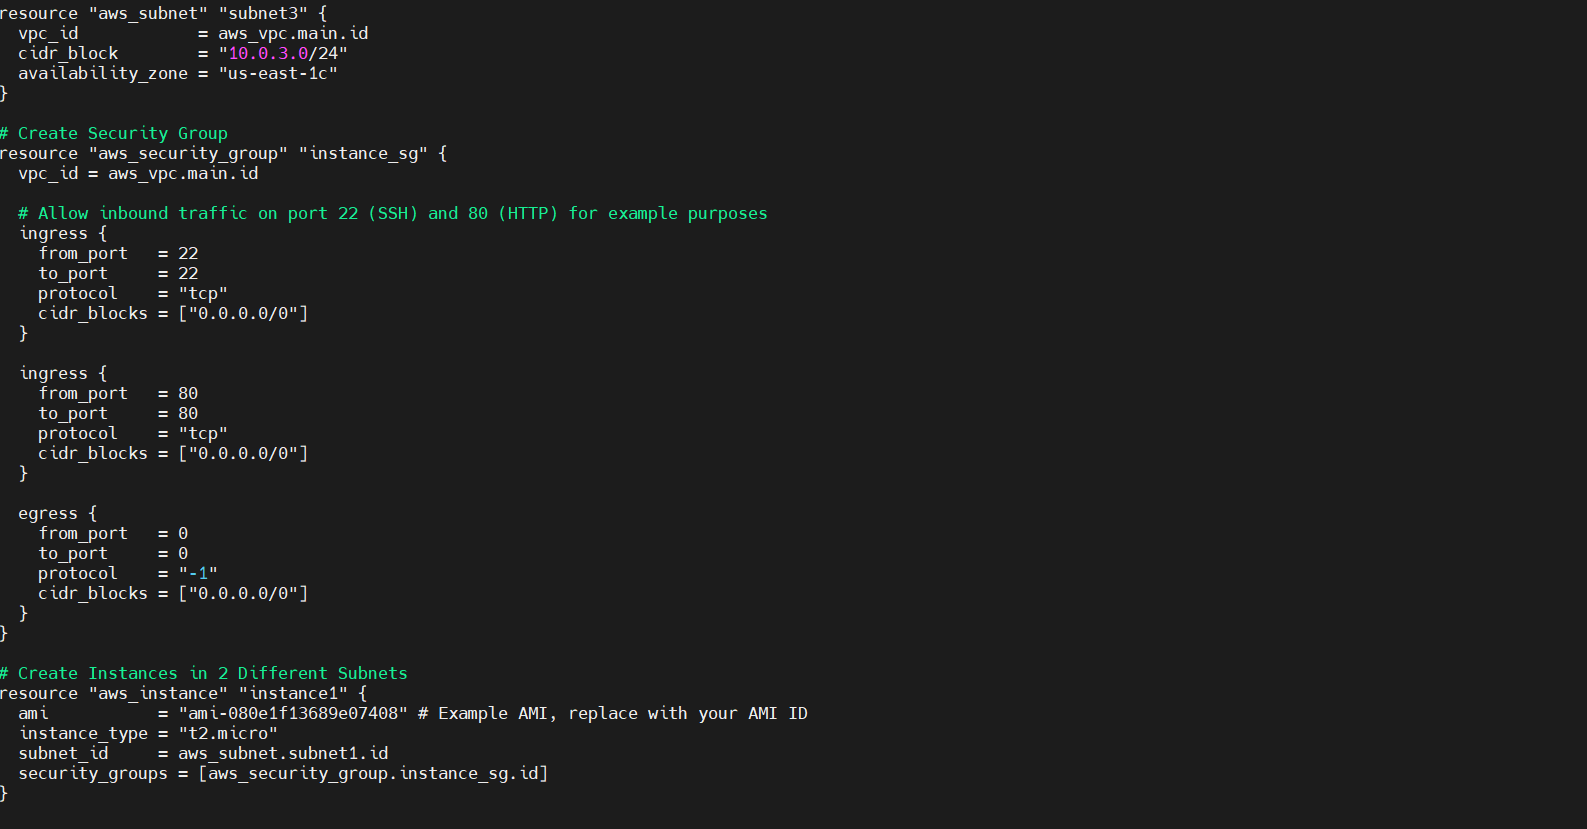 resource "aws_subnet" "subnet3" {
  vpc_id            = aws_vpc.main.id
  cidr_block        = "10.0.3.0/24"
  availability_zone = "us-east-1c"
}

# Create Security Group
resource "aws_security_group" "instance_sg" {
  vpc_id = aws_vpc.main.id

  # Allow inbound traffic on port 22 (SSH) and 80 (HTTP) for example purposes
  ingress {
    from_port   = 22
    to_port     = 22
    protocol    = "tcp"
    cidr_blocks = ["0.0.0.0/0"]
  }

  ingress {
    from_port   = 80
    to_port     = 80
    protocol    = "tcp"
    cidr_blocks = ["0.0.0.0/0"]
  }

  egress {
    from_port   = 0
    to_port     = 0
    protocol    = "-1"
    cidr_blocks = ["0.0.0.0/0"]
  }
}

# Create Instances in 2 Different Subnets
resource "aws_instance" "instance1" {
  ami           = "ami-080e1f13689e07408" # Example AMI, replace with your AMI ID
  instance_type = "t2.micro"
  subnet_id     = aws_subnet.subnet1.id
  security_groups = [aws_security_group.instance_sg.id]
}